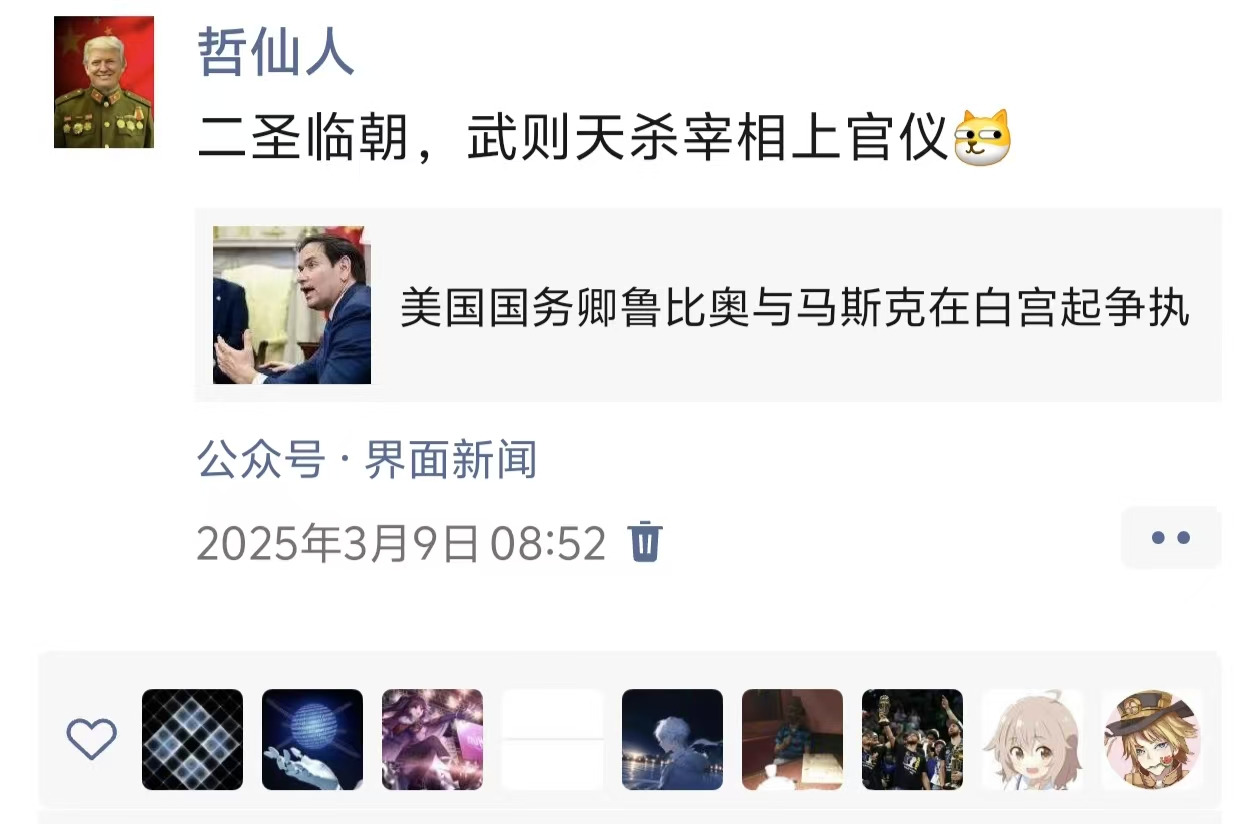 哲仙人
二圣临朝，武则天杀宰相上官仪
美国国务卿鲁比奥与马斯克在白宫起争执
公众号 · 界面新闻
2025年3月9日 08:52